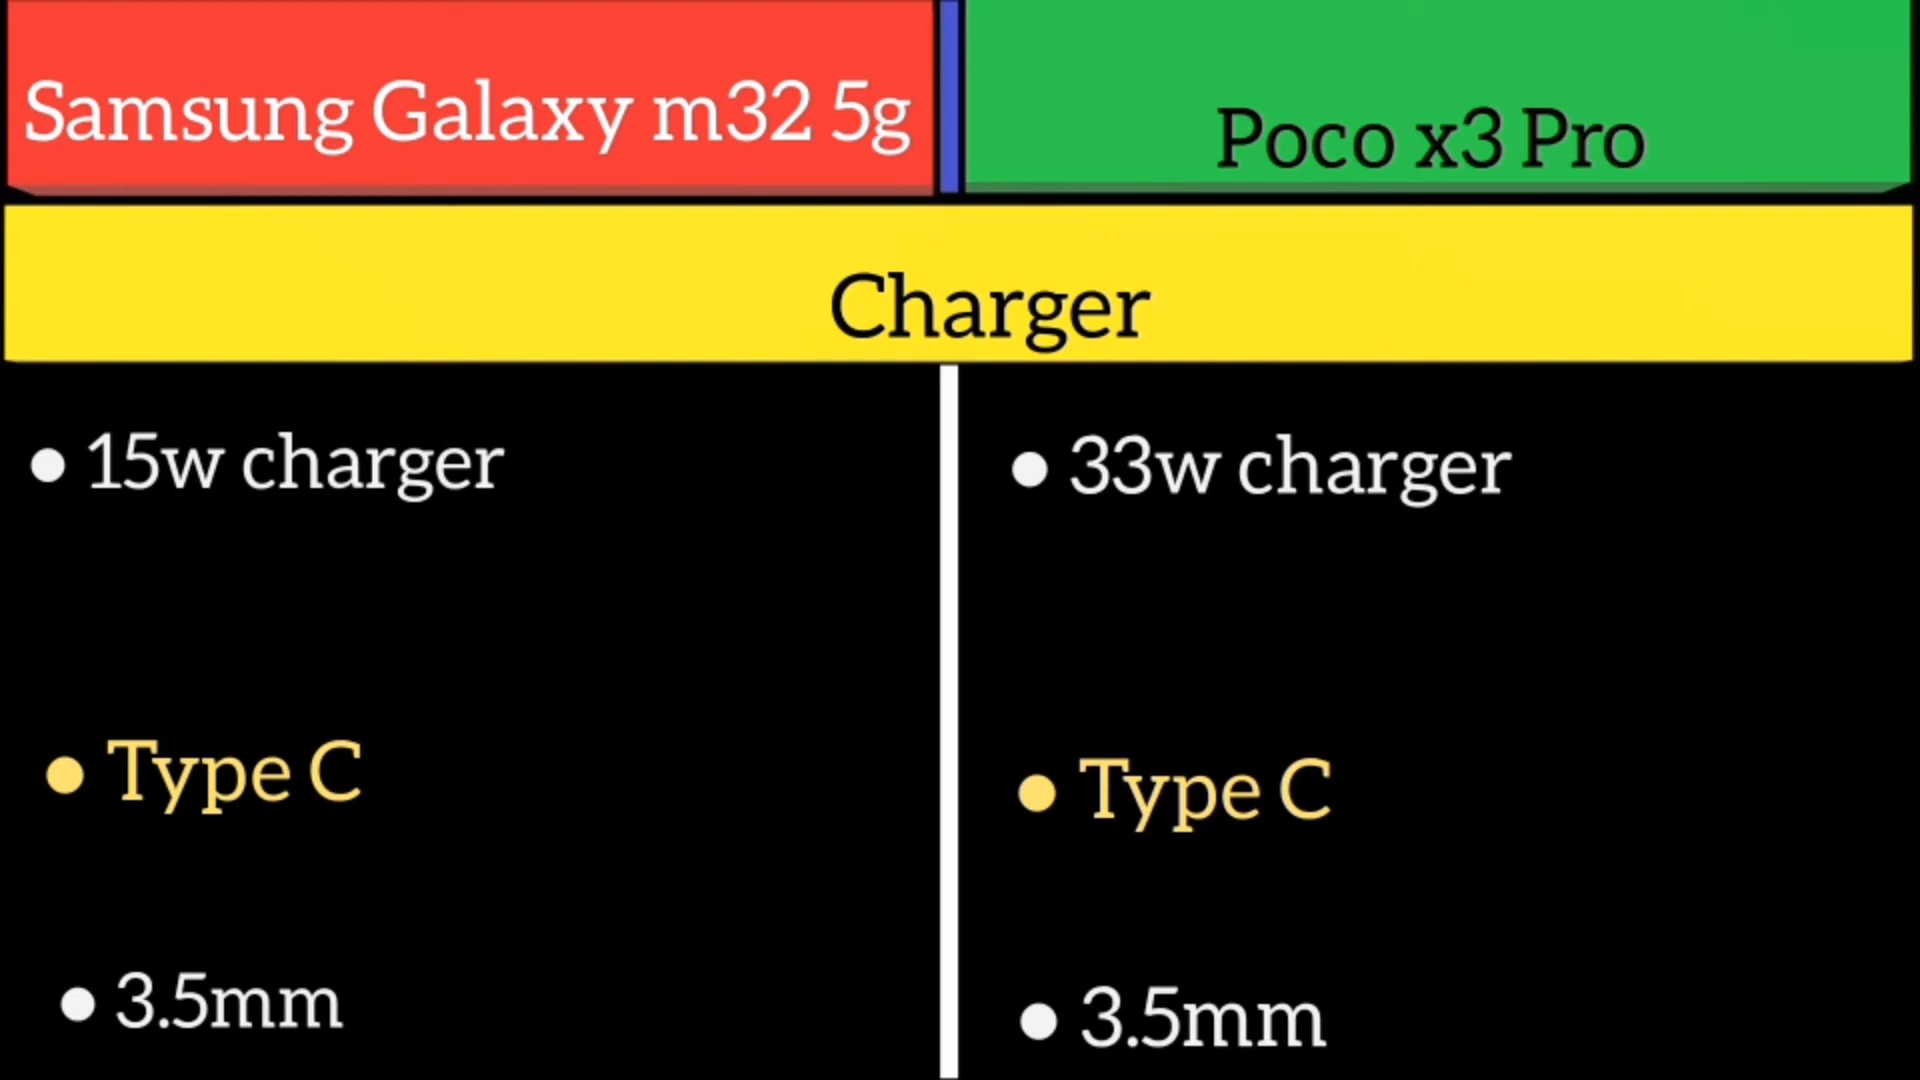 Samsung Galaxy m32 5g
Poco x3 Pro
Charger
• 15w charger
• 33w charger
• Type C
• Type C
• 3.5mm
• 3.5mm